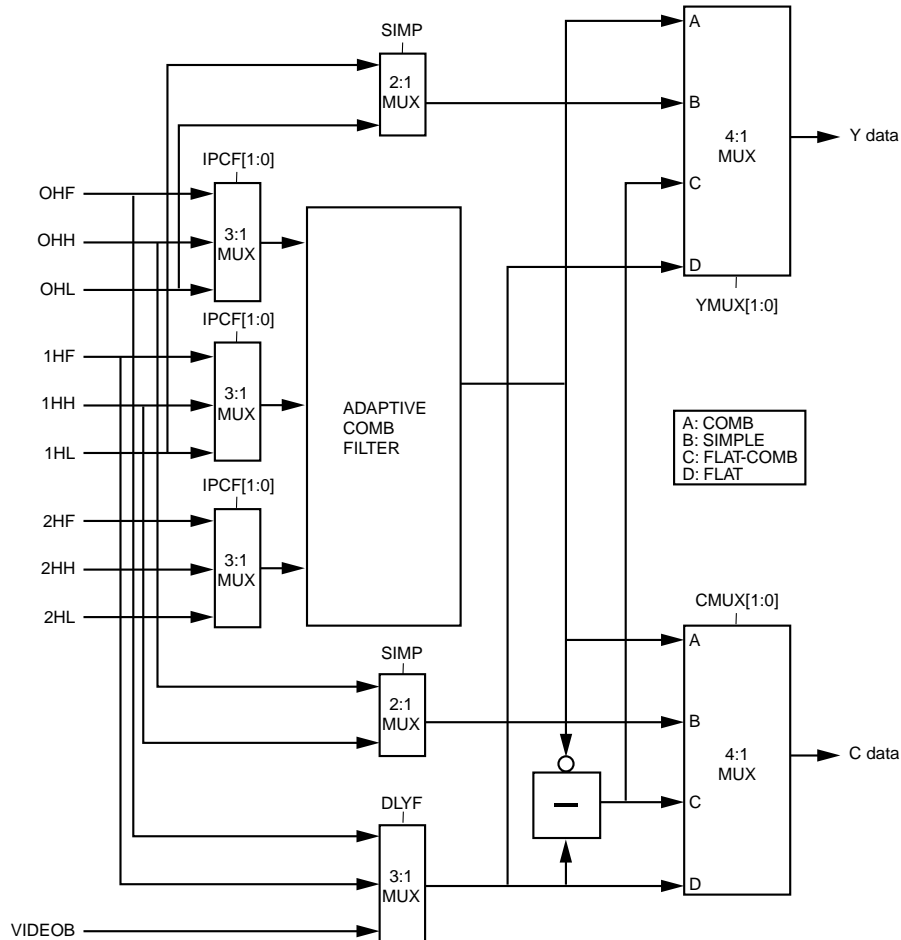 SIMP
A
2:1
MUX
B
4:1
MUX
Y data
IPCF[1:0]
C
OHF
3:1
MUX
OHH
OHL
D
YMUX[1:0]
IPCF[1:0]
1HF
3:1
MUX
1HH
1HL
ADAPTIVE
COMB
FILTER
A: COMB
B: SIMPLE
C: FLAT-COMB
D: FLAT
IPCF[1:0]
2HF
3:1
MUX
2HH
2HL
CMUX[1:0]
SIMP
A
2:1
MUX
B
4:1
MUX
C data
DLYF
C
3:1
MUX
D
VIDEOB